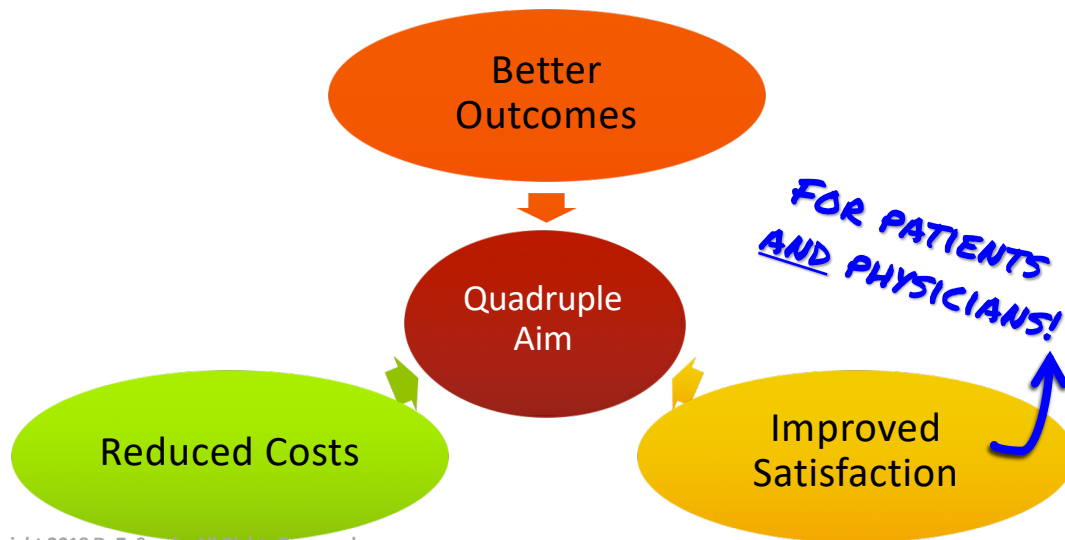 Better
Outcomes
FOR PATIENTS
AND PHYSICIANS!
Quadruple
Aim
Reduced Costs
Improved
Satisfaction